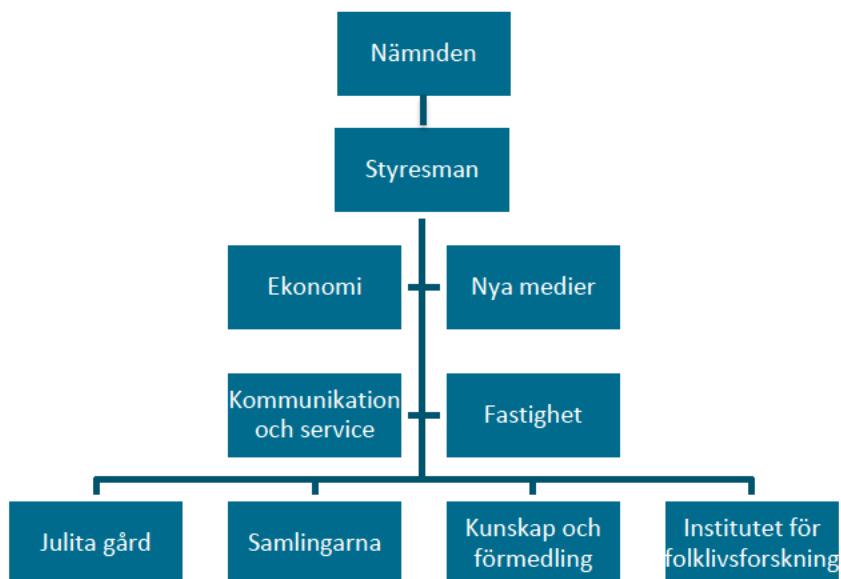 Nämnden
Styresman
Ekonomi
Nya medier
Kommunikation
och service
Fastighet
Julita gård
Samlingarna
Kunskap och
förmedling
Institutet för
folklivsforskning